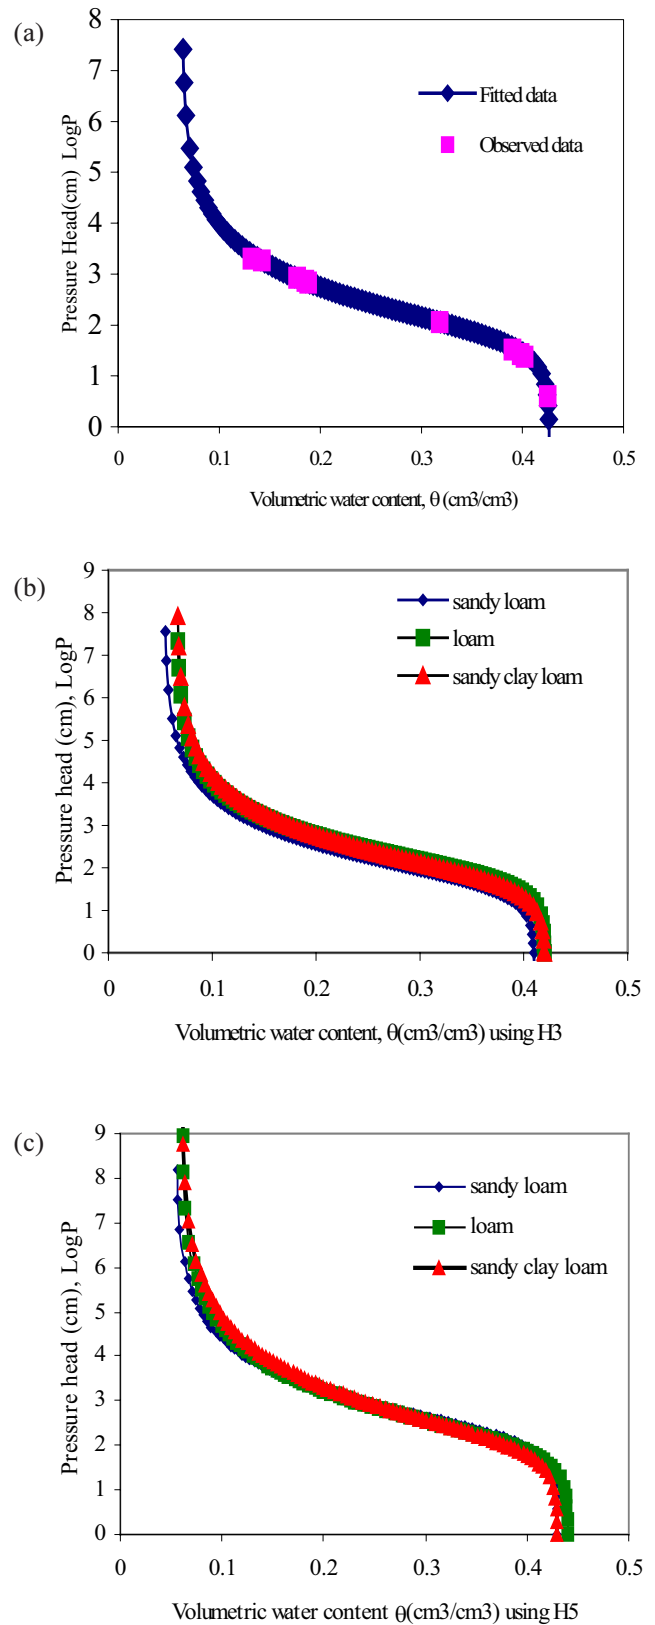 (a)
8
7
6
5
4
3
2
1
0
Pressure Head(cm) LogP
Fitted data
Observed data
0 0.1 0.2 0.3 0.4 0.5
Volumetric water content, θ (cm3/cm3)
(b)
9
8
7
6
5
4
3
2
1
0
Pressure head (cm), LogP
sandy loam
loam
sandy clay loam
0 0.1 0.2 0.3 0.4 0.5
Volumetric water content, θ(cm3/cm3) using H3
(c)
9
8
7
6
5
4
3
2
1
0
Pressure head (cm), LogP
sandy loam
loam
sandy clay loam
0 0.1 0.2 0.3 0.4 0.5
Volumetric water content θ(cm3/cm3) using H5